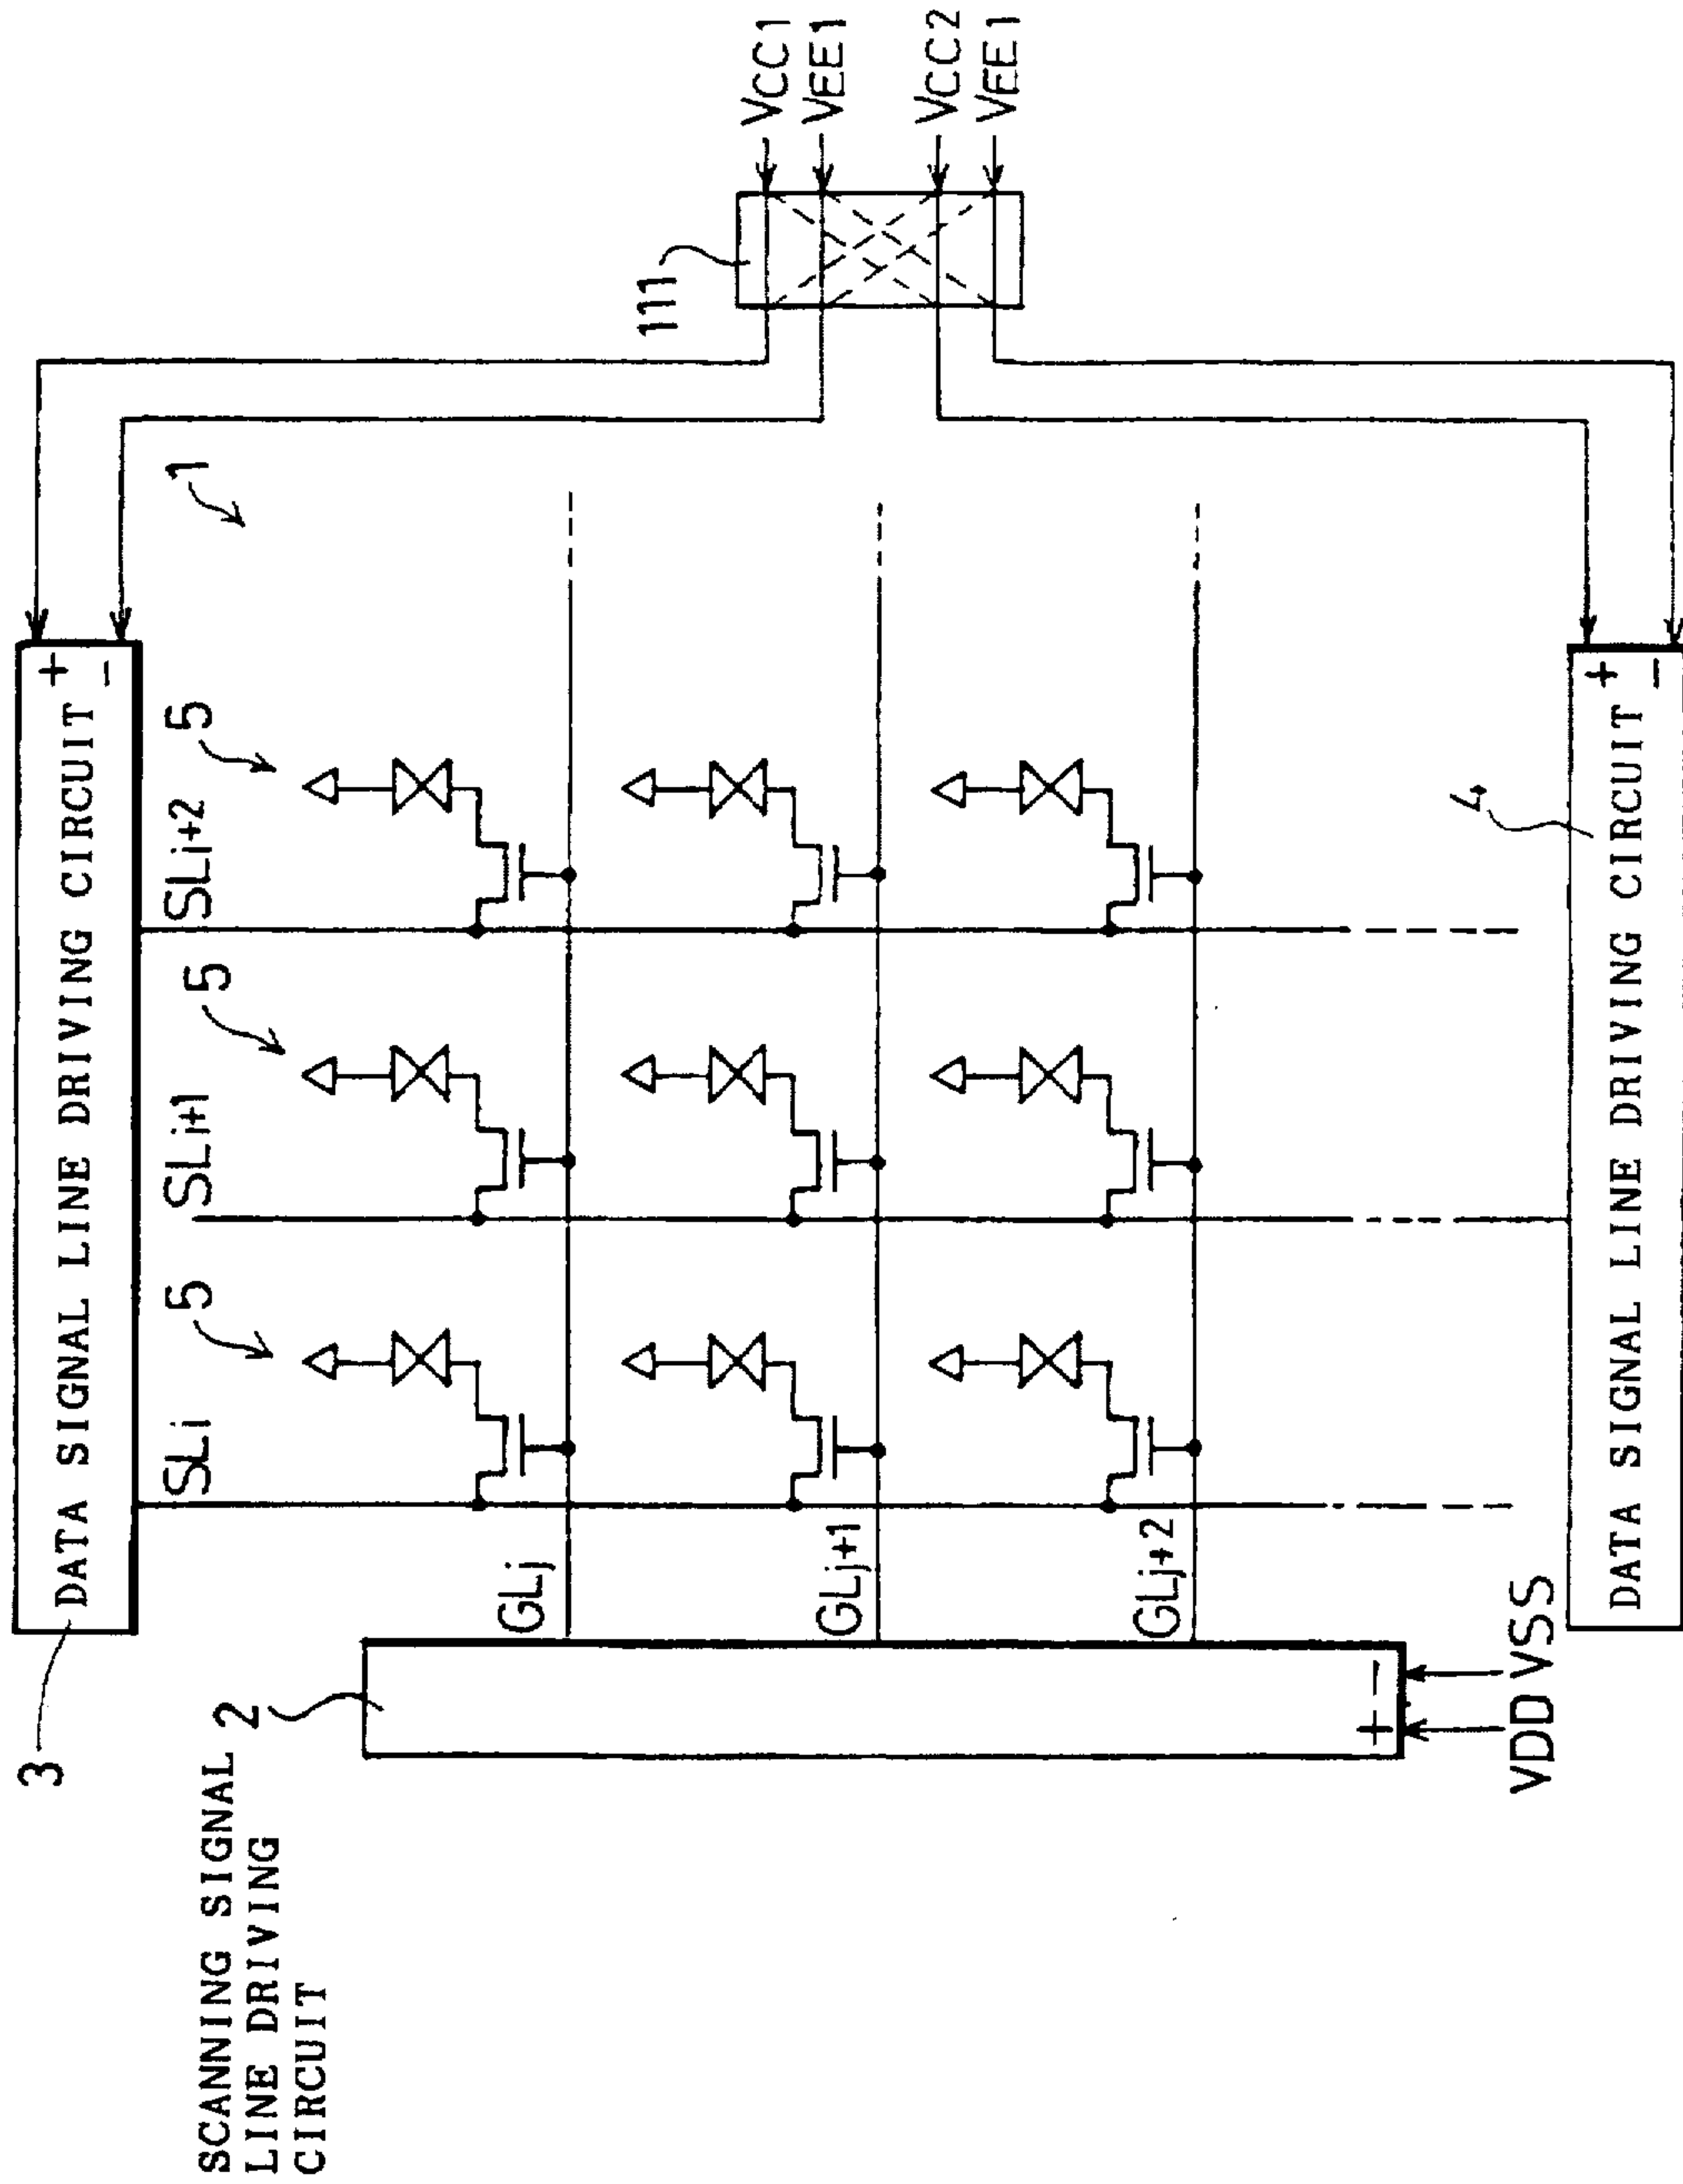 3
DATA SIGNAL LINE DRIVING CIRCUIT
+
−
SCANNING SIGNAL
LINE DRIVING
CIRCUIT
2
SLi
5
SLi+1
5
SLi+2
5
1
GLj
GLj+1
GLj+2
111
VCC1
VEE1
VCC2
VEE1
+
−
VDD
VSS
4
DATA SIGNAL LINE DRIVING CIRCUIT
+
−